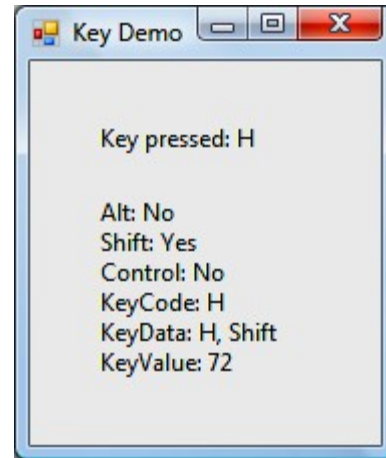 Key Demo
Key pressed: H
Alt: No
Shift: Yes
Control: No
KeyCode: H
KeyData: H, Shift
KeyValue: 72